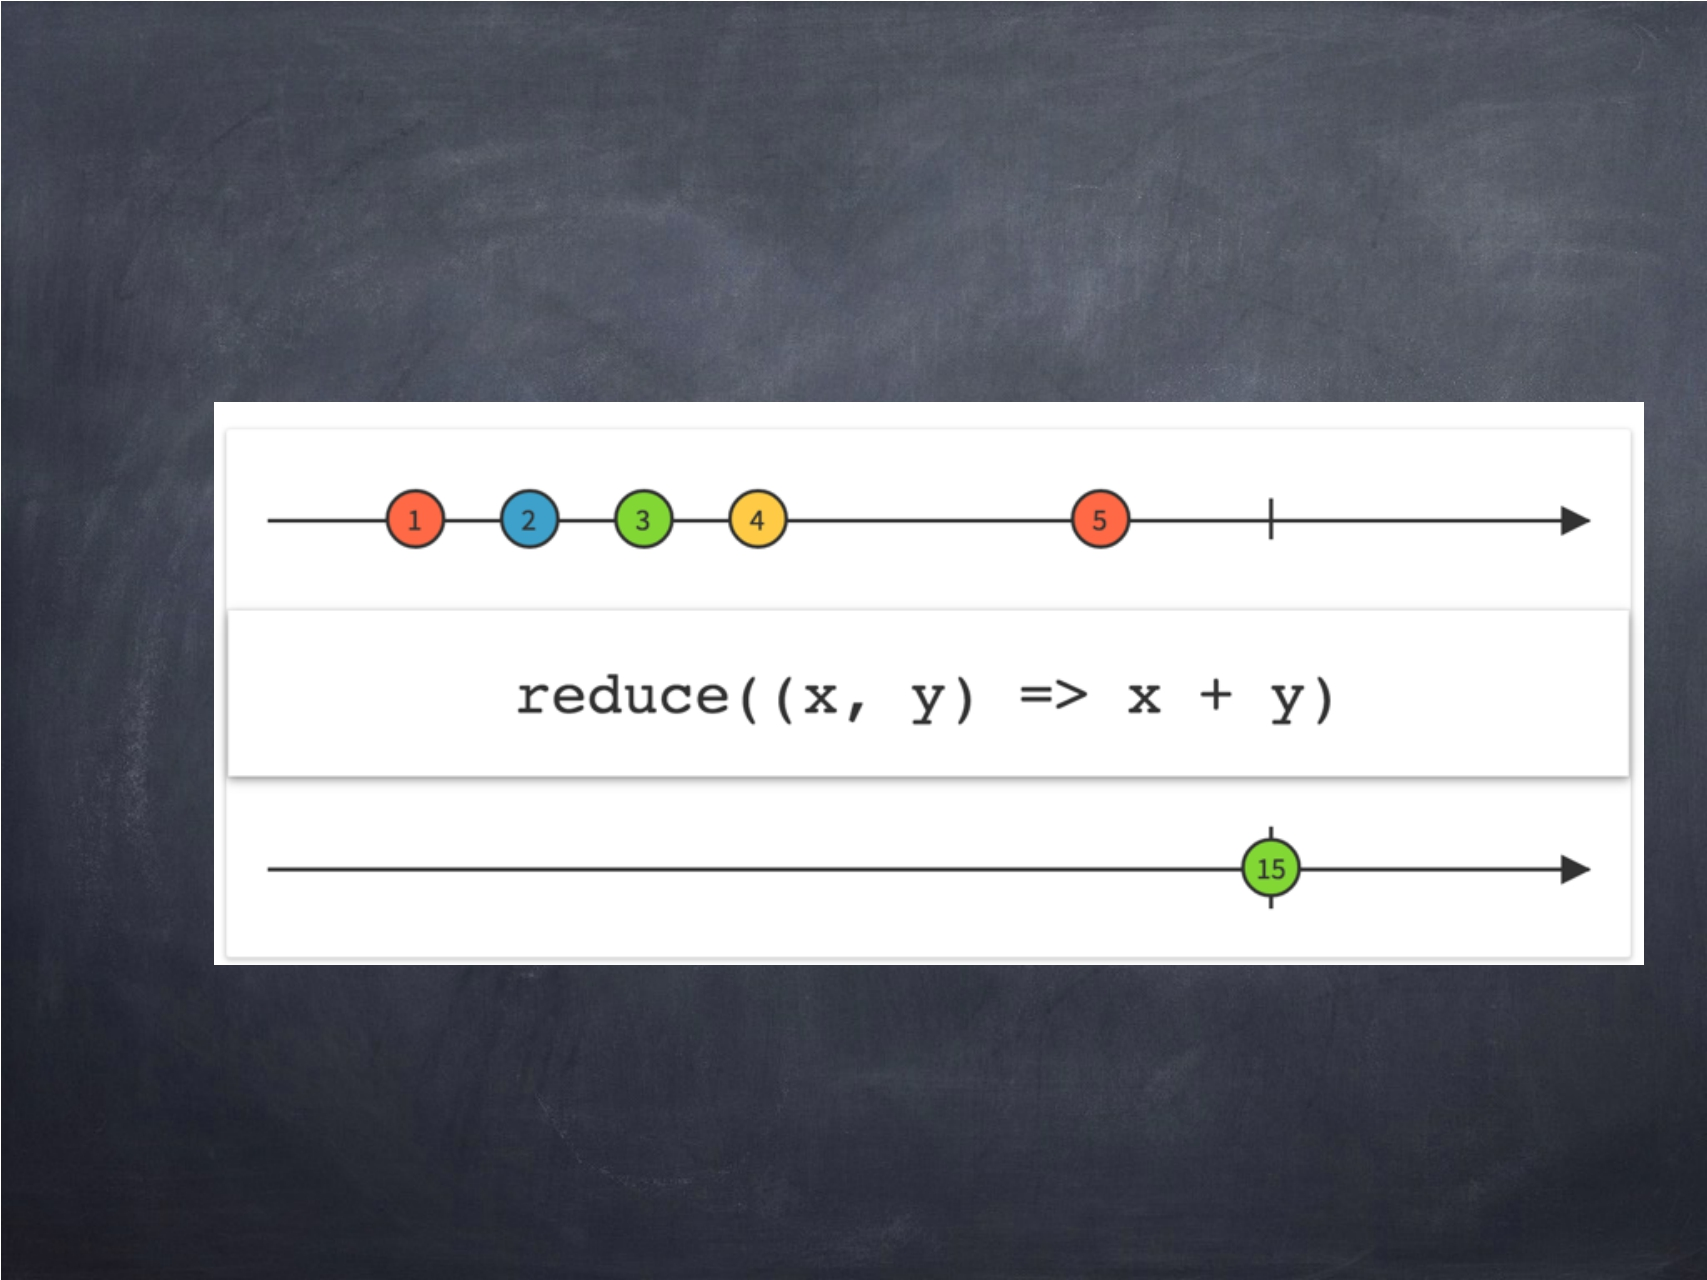 1 2 3 4 5
reduce((x, y) => x + y)
15